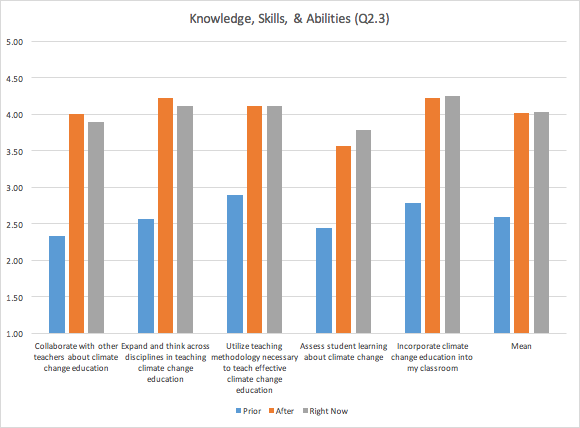 Knowledge, Skills, & Abilities (Q2.3)
5.00
4.50
4.00
3.50
3.00
2.50
2.00
1.50
1.00
Collaborate with other
teachers about climate
change education
Expand and think across
disciplines in teaching
climate change
education
Utilize teaching
methodology necessary
to teach effective
climate change education
Assess student learning
about climate change
Incorporate climate
change education into
my classroom
Mean
Prior
After
Right Now